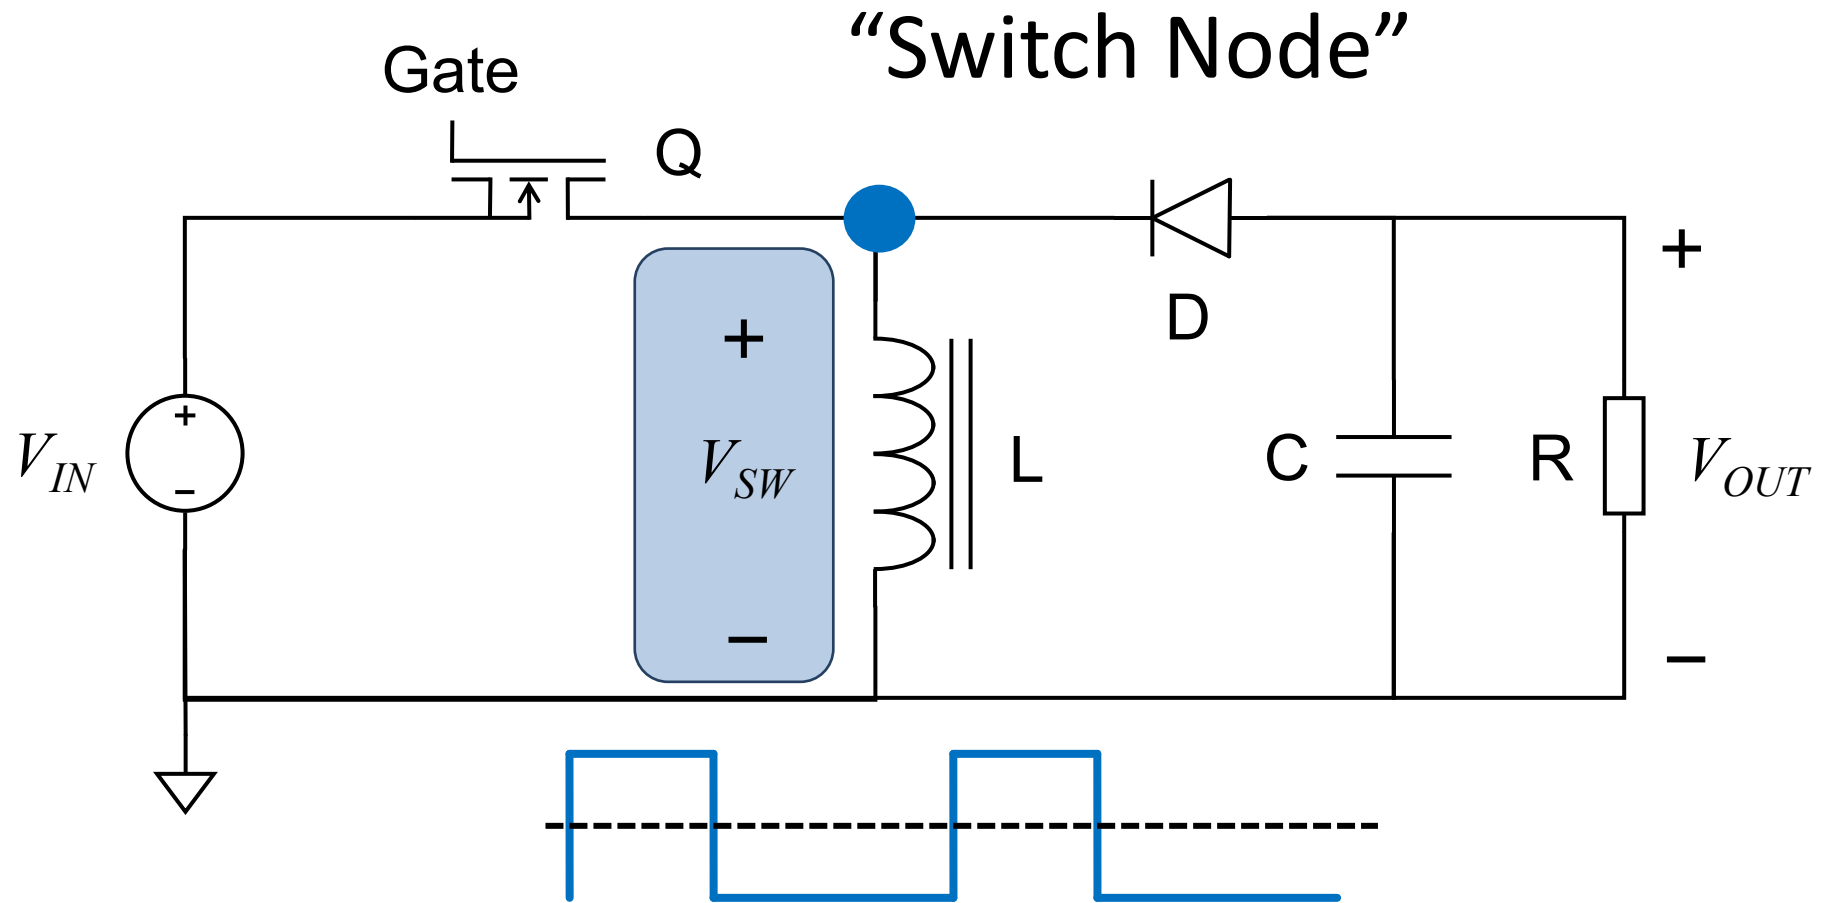 “Switch Node”
Gate
Q
+
+
D
+
V_IN
−
V_SW
L
C
R
V_OUT
−
−